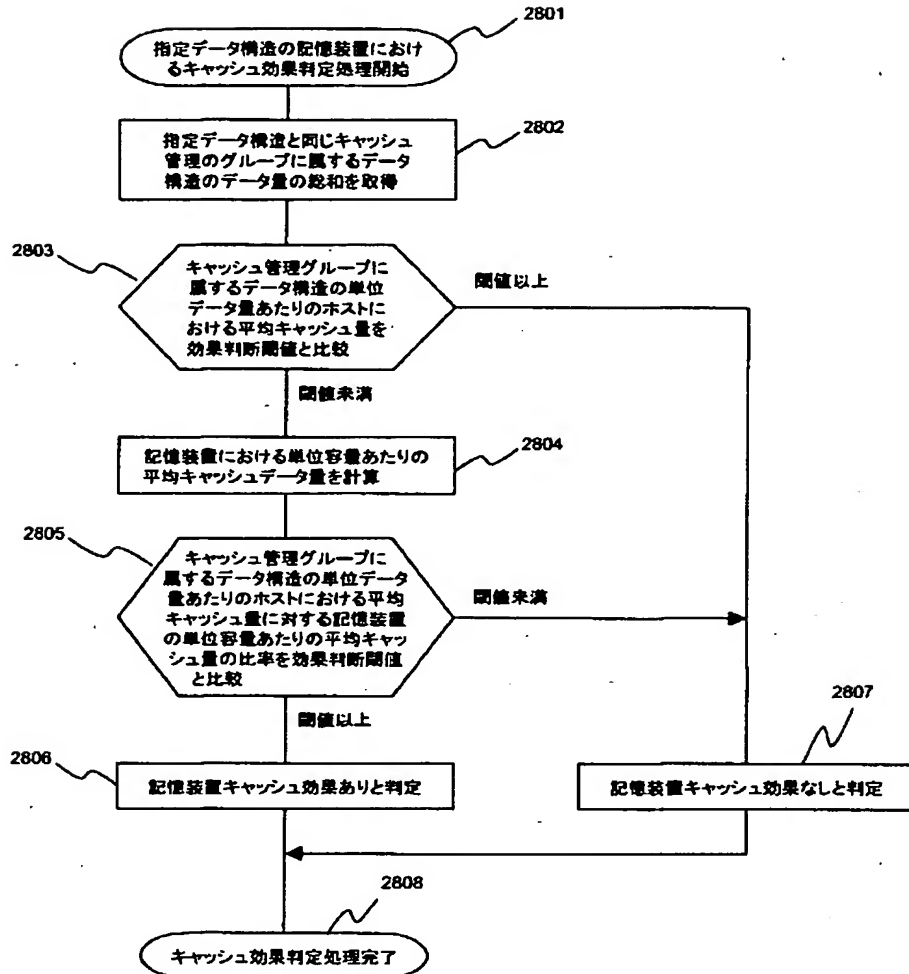 2801
指定データ構造の記憶装置におけ
るキャッシュ効果判定処理開始
2802
指定データ構造と同じキャッシュ
管理のグループに属するデータ
構造のデータ量の総和を取得
2803
キャッシュ管理グループに
属するデータ構造の単位
データ量あたりのホストに
おける平均キャッシュ量を
効果判断閾値と比較
閾値以上
閾値未満
2804
記憶装置における単位容量あたりの
平均キャッシュデータ量を計算
2805
キャッシュ管理グループに
属するデータ構造の単位データ
量あたりのホストにおける平均
キャッシュ量に対する記憶装置
の単位容量あたりの平均キャッ
シュ量の比率を効果判断閾値
と比較
閾値未満
閾値以上
2806
記憶装置キャッシュ効果ありと判定
2807
記憶装置キャッシュ効果なしと判定
2808
キャッシュ効果判定処理完了